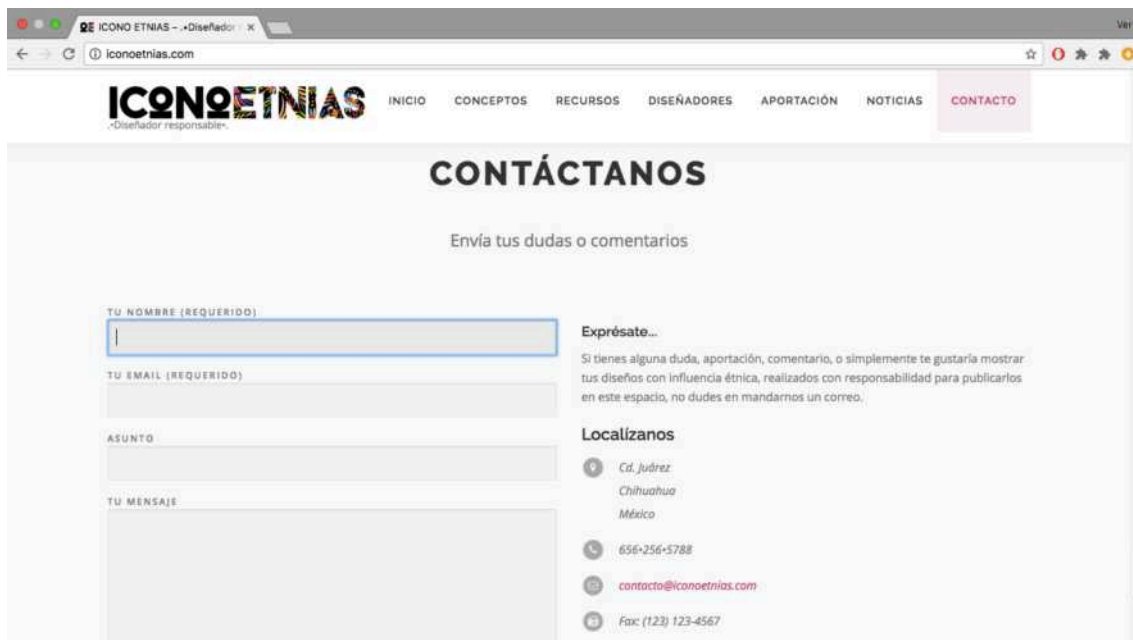 ICONO ETNIAS – .•Diseñador r
Ver
iconoetnias.com
ICONOETNIAS
.•Diseñador responsable•.
INICIO CONCEPTOS RECURSOS DISEÑADORES APORTACIÓN NOTICIAS CONTACTO
CONTÁCTANOS
Envía tus dudas o comentarios
TU NOMBRE (REQUERIDO)
TU EMAIL (REQUERIDO)
ASUNTO
TU MENSAJE
Exprésate...
Si tienes alguna duda, aportación, comentario, o simplemente te gustaría mostrar
tus diseños con influencia étnica, realizados con responsabilidad para publicarlos
en este espacio, no dudes en mandarnos un correo.
Localízanos
Cd. Juárez
Chihuahua
México
656•256•5788
contacto@iconoetnias.com
Fax: (123) 123-4567